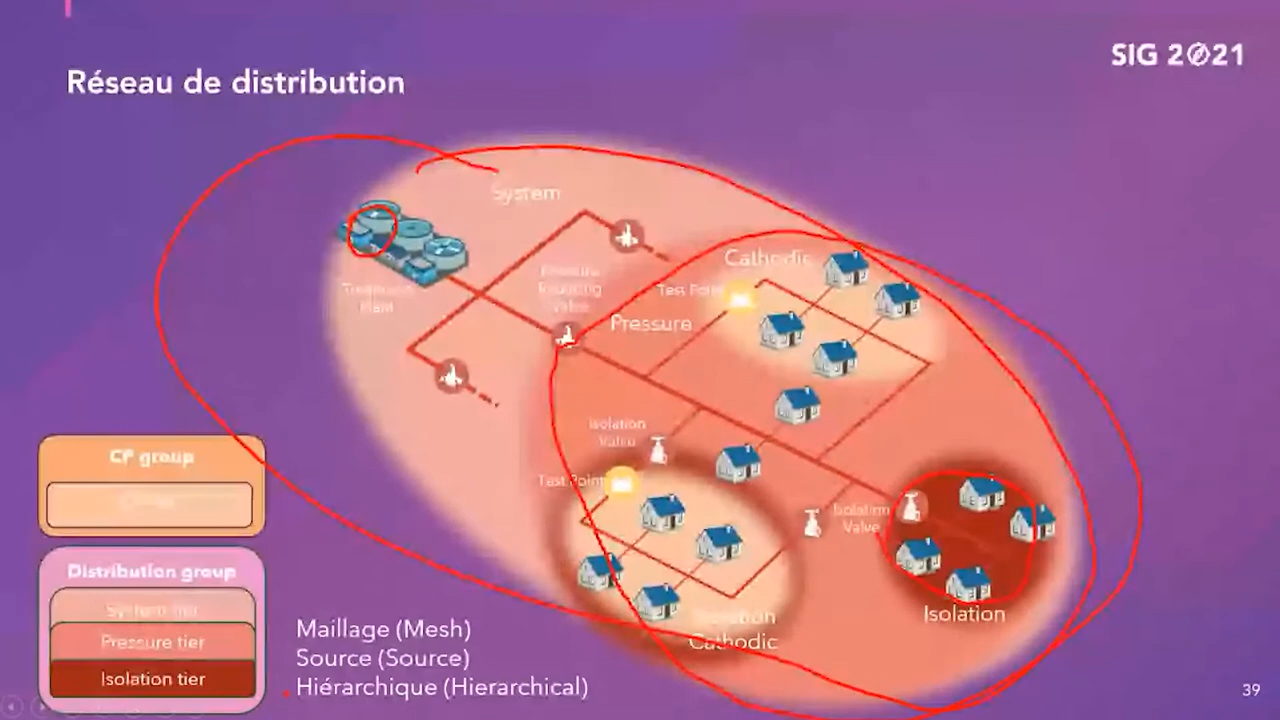 SIG 2021
Réseau de distribution
System
Cathodic
Treatment
Plant
Pressure
Reducing
Valve
Test Point
Pressure
Isolation
Valve
Test Point
Isolation
Valve
Isolation
Isolation
Cathodic
CP group
Distribution group
System tier
Pressure tier
Isolation tier
Maillage (Mesh)
Source (Source)
Hiérarchique (Hierarchical)
39